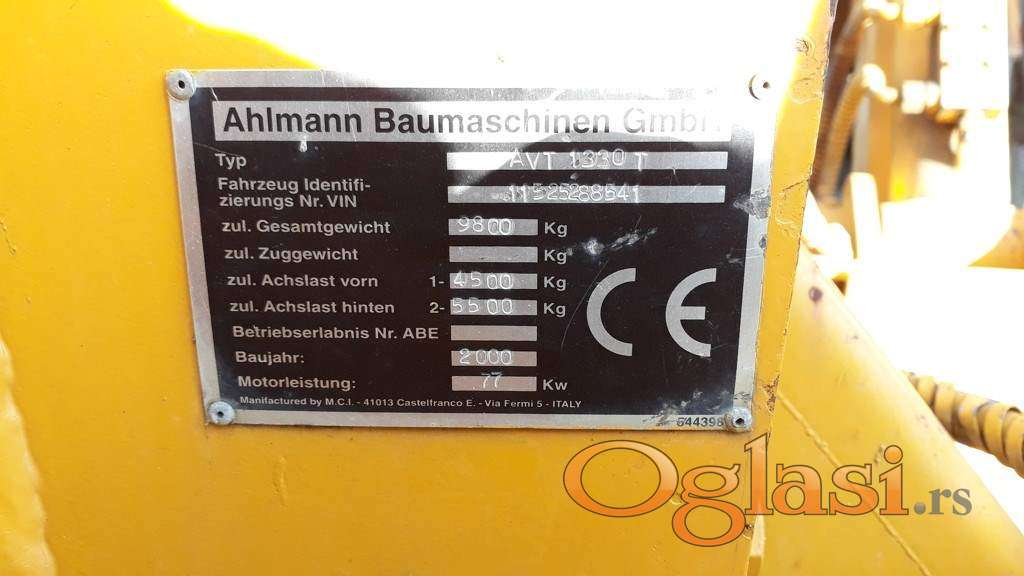 Ahlmann Baumaschinen GmbH
Typ AVT 1330 T
Fahrzeug Identifi-
zierungs Nr. VIN
zul. Gesamtgewicht 9800 Kg
zul. Zuggewicht Kg
zul. Achslast vorn 1- 4500 Kg
zul. Achslast hinten 2- 5500 Kg
Betriebserlabnis Nr. ABE
Baujahr: 2000
Motorleistung: 77 Kw
CE
Manifactured by M.C.I. - 41013 Castelfranco E. - Via Fermi 5 - ITALY
544398
Oglasi.rs